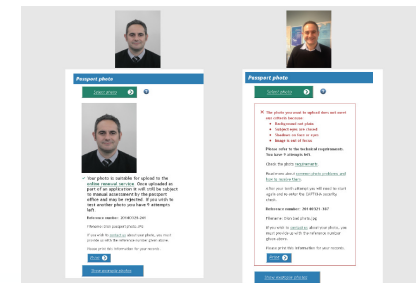 Passport photo
Select photo
Your photo is suitable for upload to the
online renewal service. Once uploaded as
part of an application it will still be subject
to manual assessment by the passport
office and may be rejected. If you wish to
test another photo you have 9 attempts
left
Reference number:
Filename:
If you wish to contact us about your photo, you must
provide us with the reference number given above.
Please print this information for your records.
Print
Show example photos
Passport photo
Select photo
The photo you want to upload does not meet
our criteria because
Background not plain
Subject eyes are closed
Shadows on face or eyes
Image is out of focus
Please refer to the technical requirements.
You have 9 attempts left.
Check the photo requirements.
Read more about common photo problems and
how to resolve them.
After your tenth attempt you will need to start
again and re-enter the CAPTCHA security
check.
Reference number:
Filename:
If you wish to contact us about your photo, you
must provide us with the reference number
given above.
Please print this information for your records.
Print
Show example photos